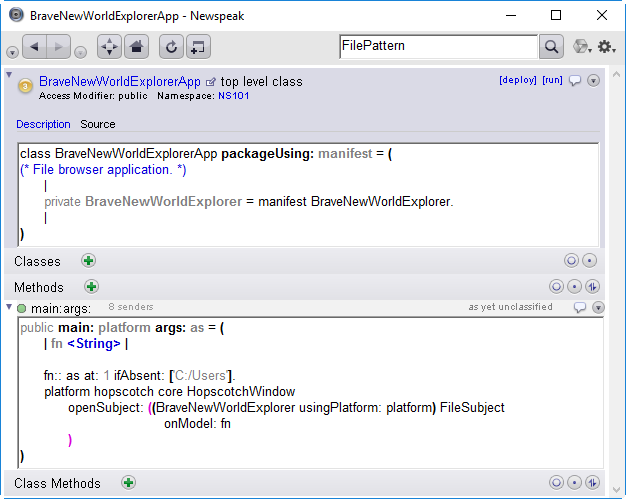 BraveNewWorldExplorerApp - Newspeak
FilePattern
3 BraveNewWorldExplorerApp top level class [deploy] [run]
Access Modifier: public Namespace: NS101
Description Source
class BraveNewWorldExplorerApp packageUsing: manifest = (
(* File browser application. *)
|
private BraveNewWorldExplorer = manifest BraveNewWorldExplorer.
|
)
Classes
Methods
main:args: 8 senders as yet unclassified
public main: platform args: as = (
| fn <String> |
fn:: as at: 1 ifAbsent: ['C:/Users'].
platform hopscotch core HopscotchWindow
openSubject: ((BraveNewWorldExplorer usingPlatform: platform) FileSubject
onModel: fn
)
)
Class Methods